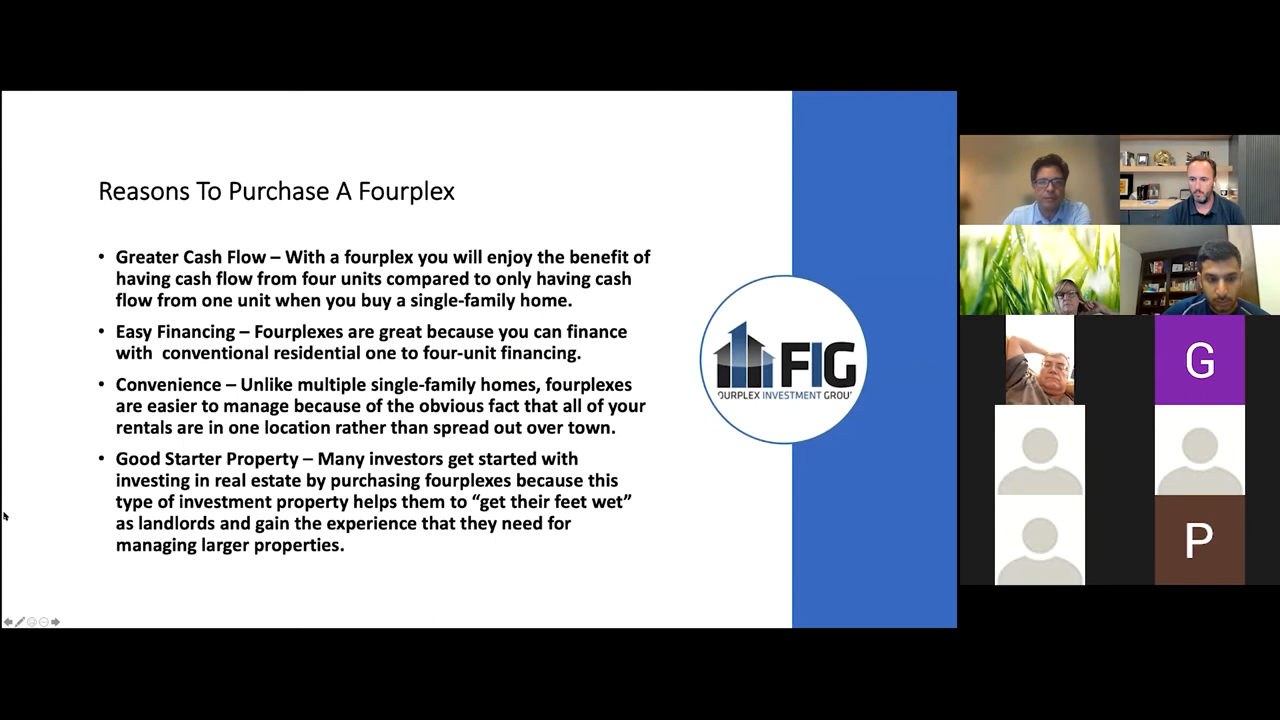 Reasons To Purchase A Fourplex
• Greater Cash Flow – With a fourplex you will enjoy the benefit of
having cash flow from four units compared to only having cash
flow from one unit when you buy a single-family home.
• Easy Financing – Fourplexes are great because you can finance
with  conventional residential one to four-unit financing.
• Convenience – Unlike multiple single-family homes, fourplexes
are easier to manage because of the obvious fact that all of your
rentals are in one location rather than spread out over town.
• Good Starter Property – Many investors get started with
investing in real estate by purchasing fourplexes because this
type of investment property helps them to “get their feet wet”
as landlords and gain the experience that they need for
managing larger properties.
FIG
OURPLEX INVESTMENT GROU
G
P